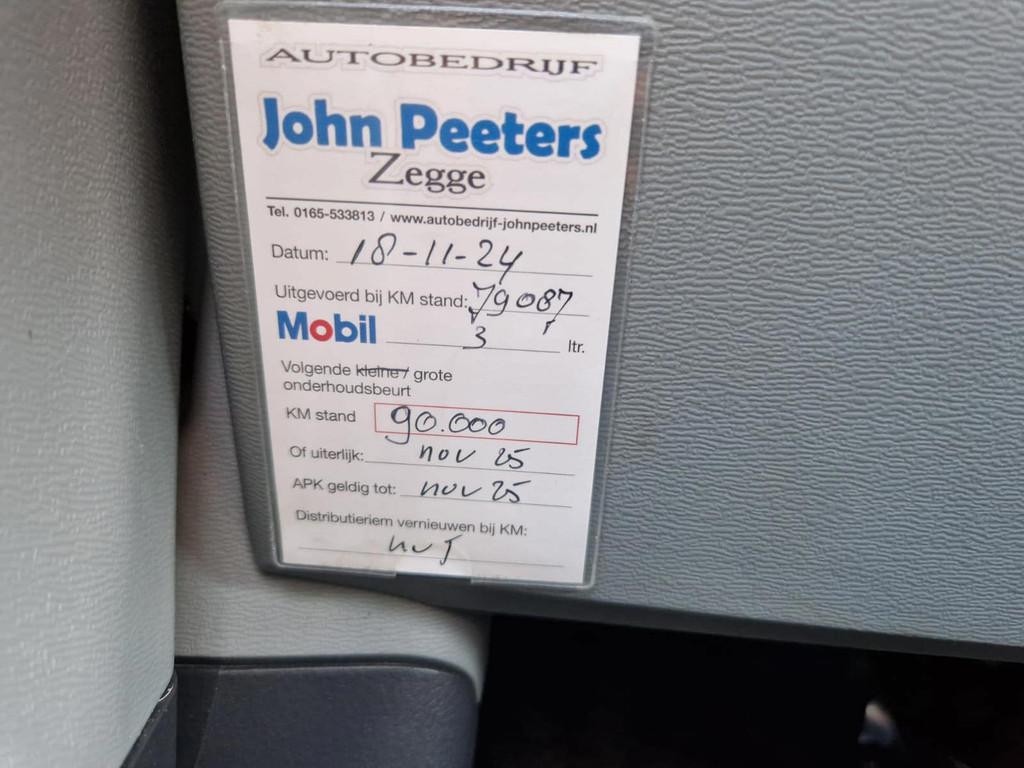 AUTOBEDRIJF
John Peeters
Zegge
Tel. 0165-533813 / www.autobedrijf-johnpeeters.nl
Datum: 18-11-24
Uitgevoerd bij KM stand: 79087
Mobil 3 ltr.
Volgende kleine / grote
onderhoudsbeurt
KM stand 90.000
Of uiterlijk: nov 25
APK geldig tot: nov 25
Distributieriem vernieuwen bij KM: